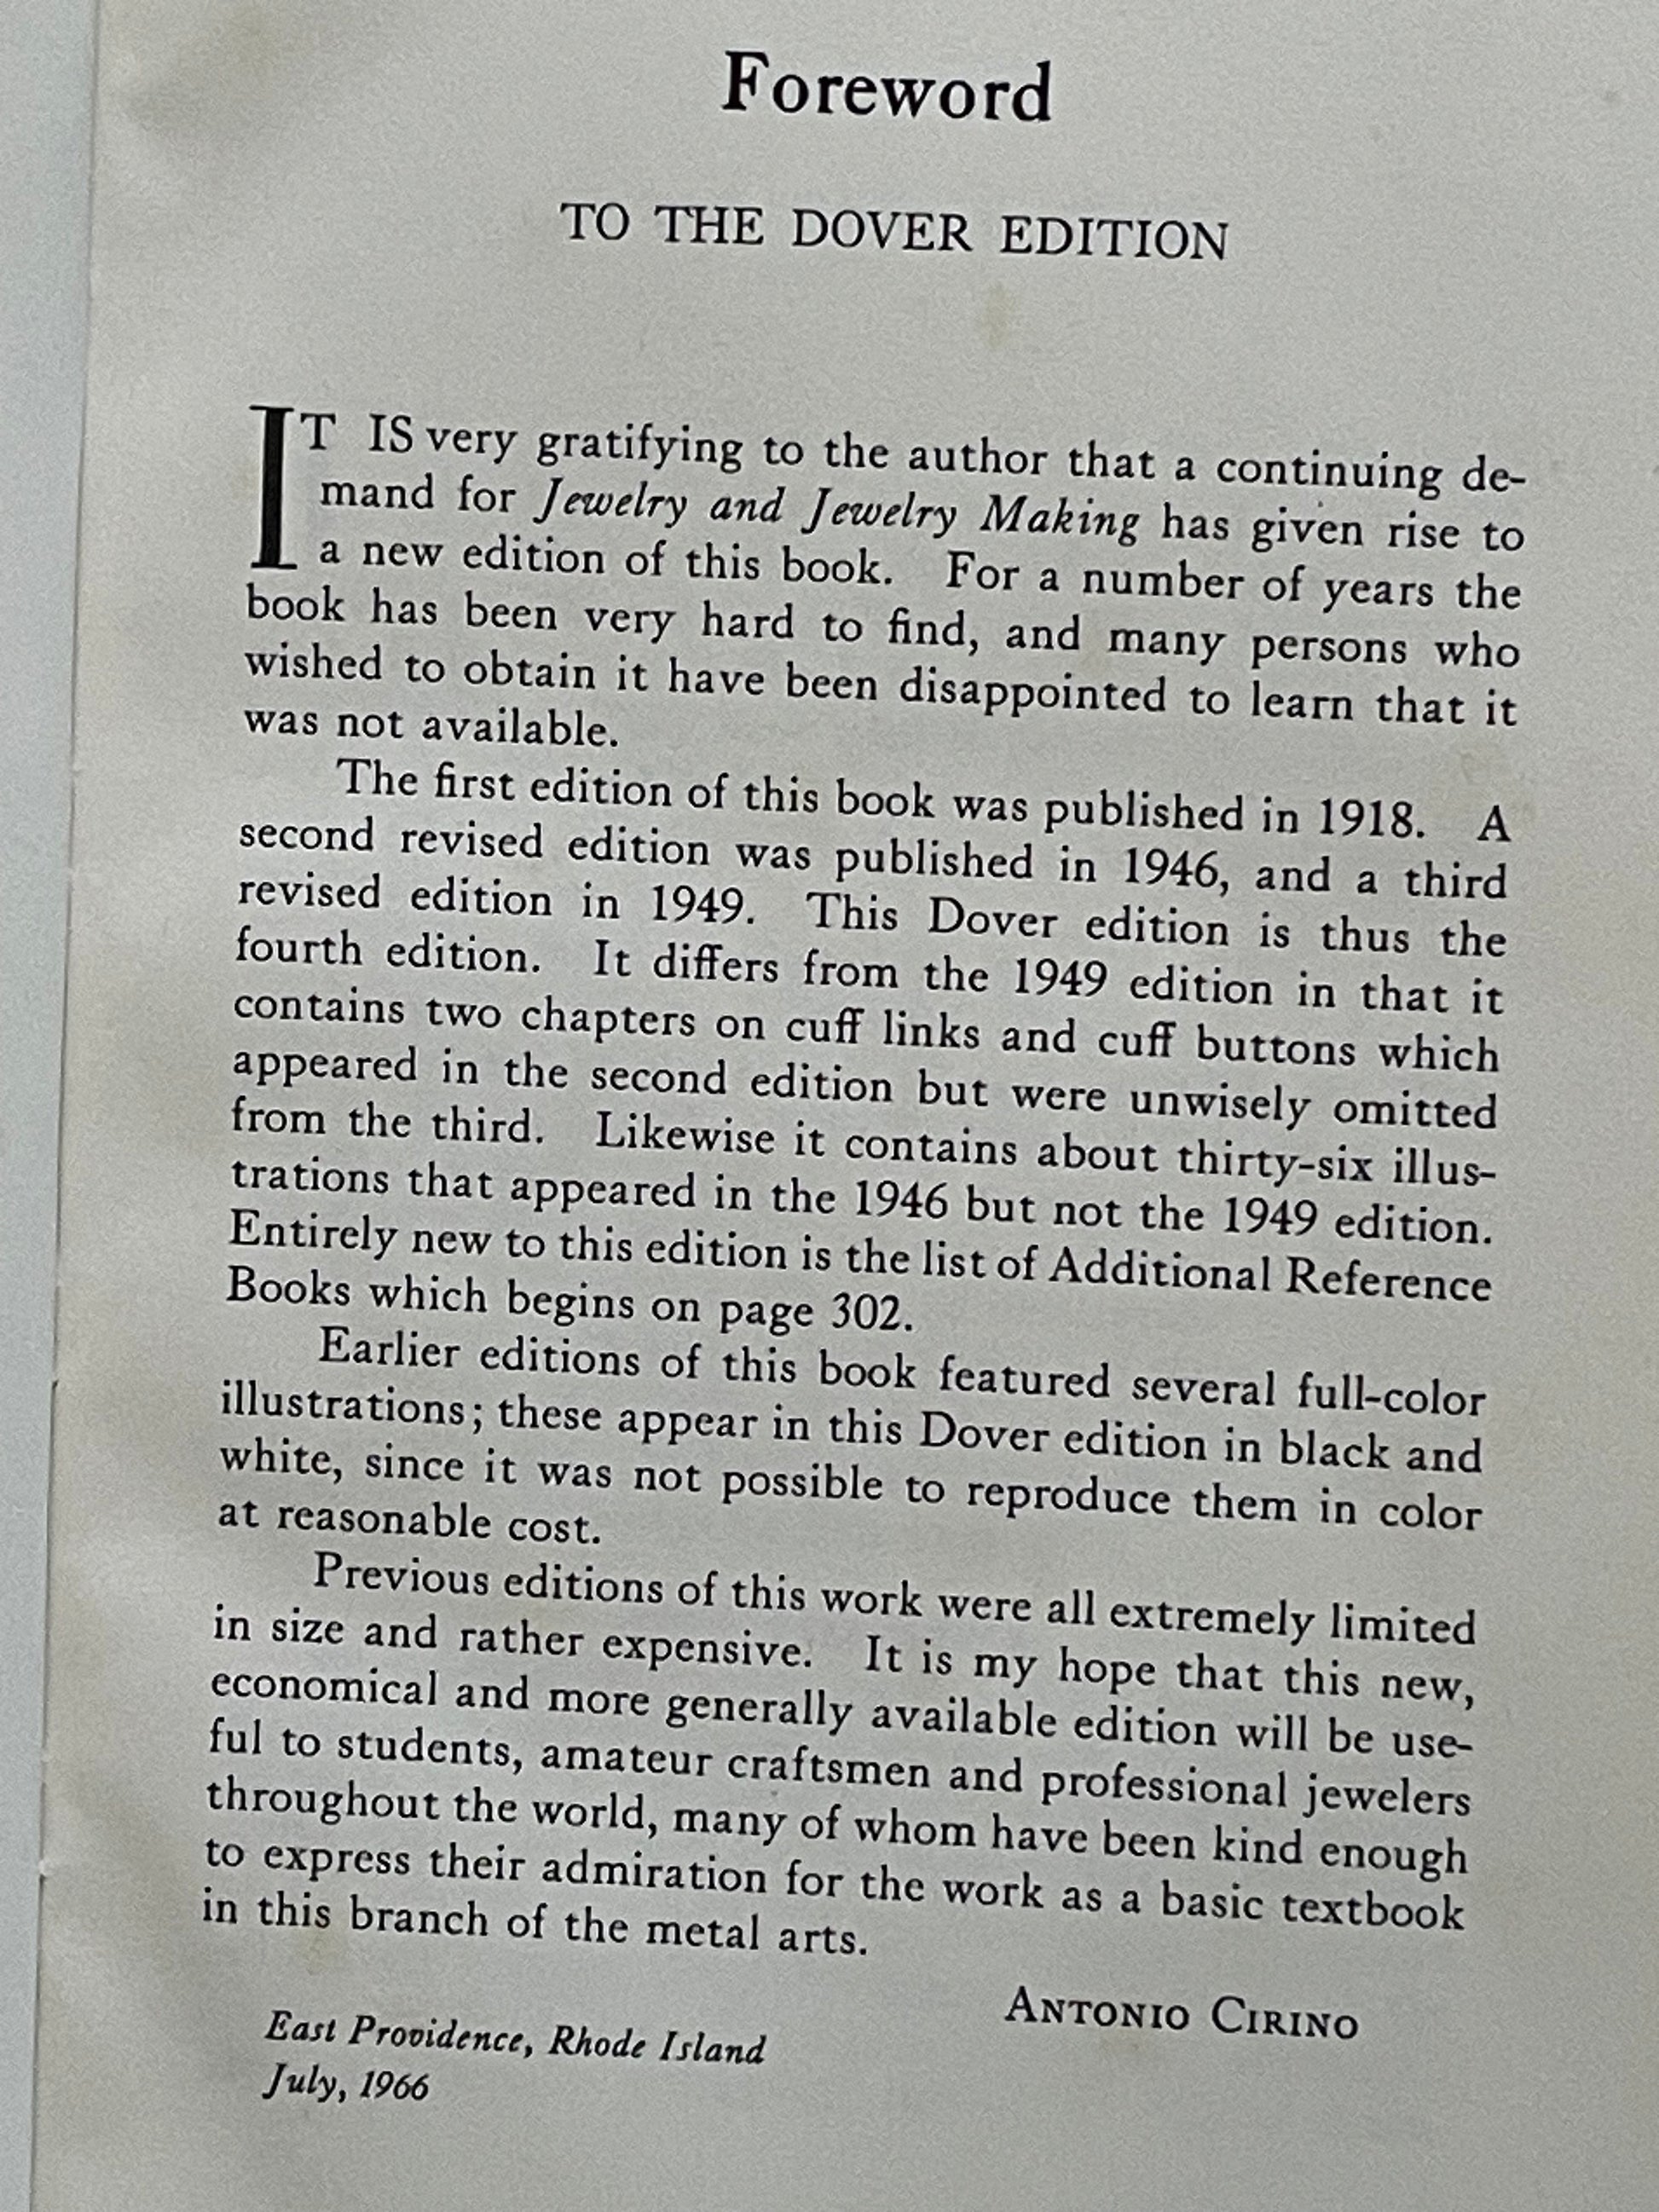 Foreword
TO THE DOVER EDITION
IT IS very gratifying to the author that a continuing de-
mand for Jewelry and Jewelry Making has given rise to
a new edition of this book. For a number of years the
book has been very hard to find, and many persons who
wished to obtain it have been disappointed to learn that it
was not available.
The first edition of this book was published in 1918. A
second revised edition was published in 1946, and a third
revised edition in 1949. This Dover edition is thus the
fourth edition. It differs from the 1949 edition in that it
contains two chapters on cuff links and cuff buttons which
appeared in the second edition but were unwisely omitted
from the third. Likewise it contains about thirty-six illus-
trations that appeared in the 1946 but not the 1949 edition.
Entirely new to this edition is the list of Additional Reference
Books which begins on page 302.
Earlier editions of this book featured several full-color
illustrations; these appear in this Dover edition in black and
white, since it was not possible to reproduce them in color
at reasonable cost.
Previous editions of this work were all extremely limited
in size and rather expensive. It is my hope that this new,
economical and more generally available edition will be use-
ful to students, amateur craftsmen and professional jewelers
throughout the world, many of whom have been kind enough
to express their admiration for the work as a basic textbook
in this branch of the metal arts.
ANTONIO CIRINO
East Providence, Rhode Island
July, 1966